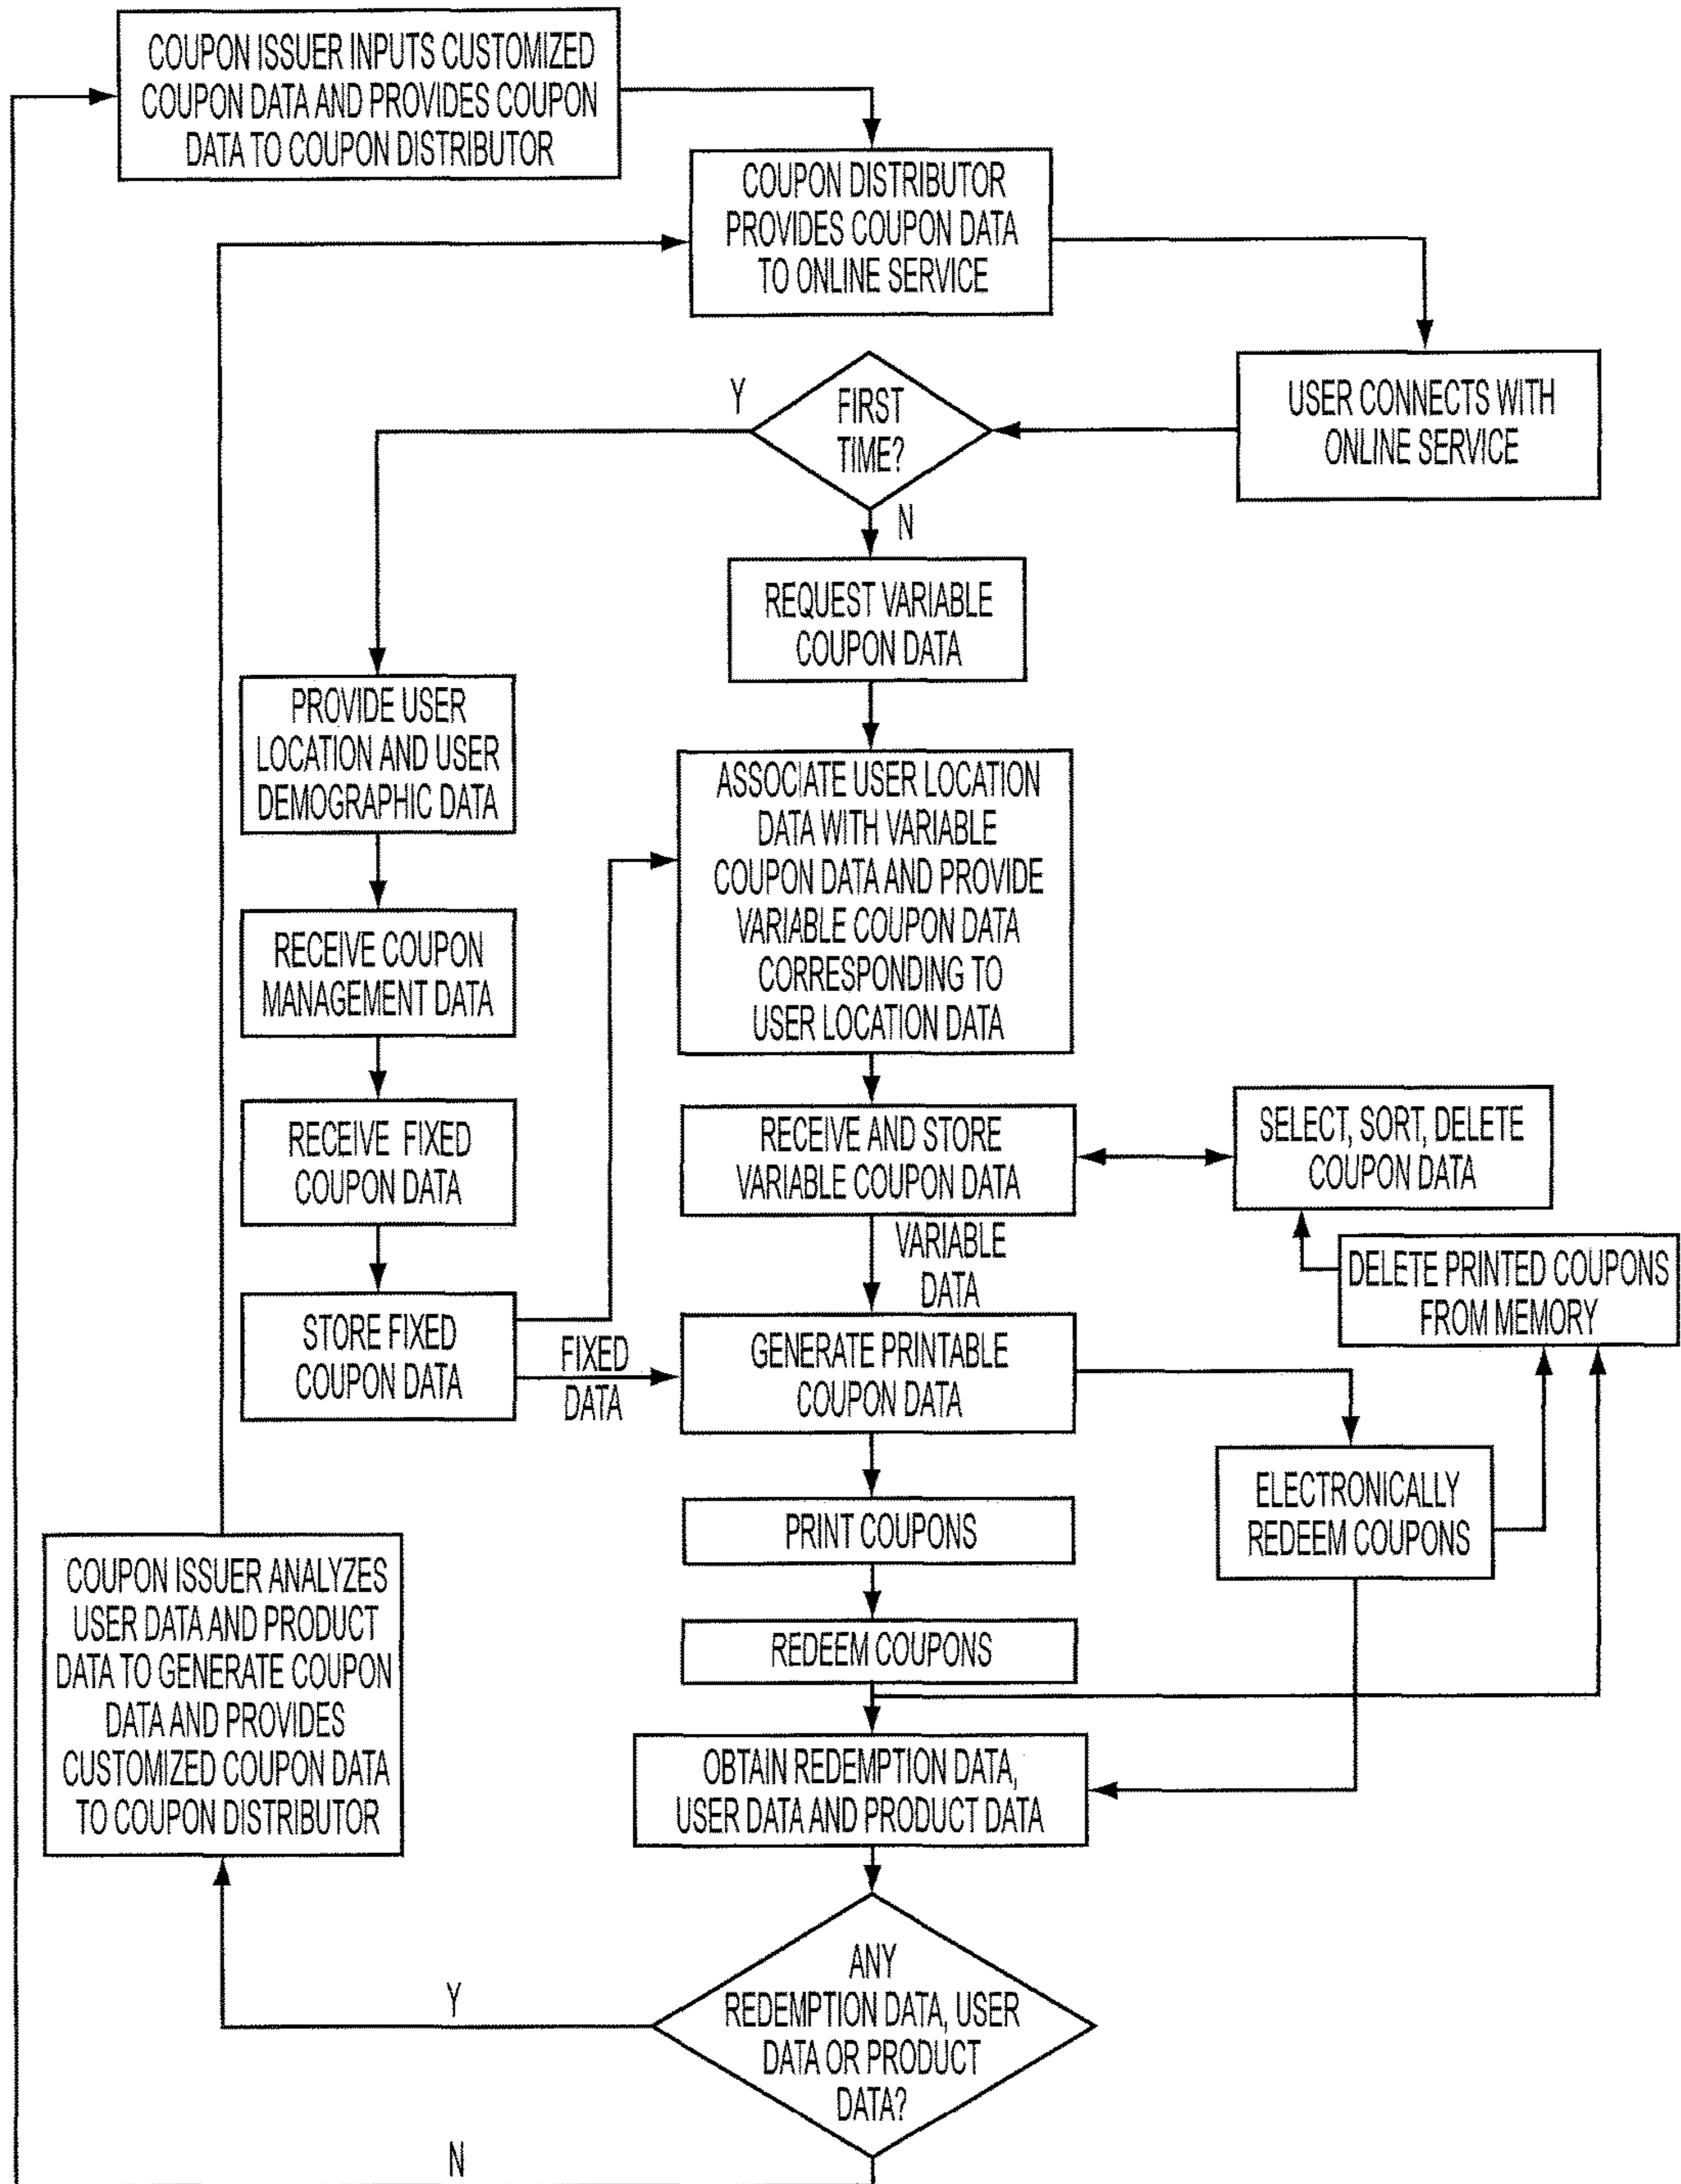 COUPON ISSUER INPUTS CUSTOMIZED
COUPON DATA AND PROVIDES COUPON
DATA TO COUPON DISTRIBUTOR
COUPON DISTRIBUTOR
PROVIDES COUPON DATA
TO ONLINE SERVICE
USER CONNECTS WITH
ONLINE SERVICE
FIRST
TIME?
Y
N
REQUEST VARIABLE
COUPON DATA
PROVIDE USER
LOCATION AND USER
DEMOGRAPHIC DATA
RECEIVE COUPON
MANAGEMENT DATA
RECEIVE FIXED
COUPON DATA
STORE FIXED
COUPON DATA
FIXED
DATA
ASSOCIATE USER LOCATION
DATA WITH VARIABLE
COUPON DATA AND PROVIDE
VARIABLE COUPON DATA
CORRESPONDING TO
USER LOCATION DATA
RECEIVE AND STORE
VARIABLE COUPON DATA
SELECT, SORT, DELETE
COUPON DATA
VARIABLE
DATA
DELETE PRINTED COUPONS
FROM MEMORY
GENERATE PRINTABLE
COUPON DATA
ELECTRONICALLY
REDEEM COUPONS
PRINT COUPONS
REDEEM COUPONS
OBTAIN REDEMPTION DATA,
USER DATA AND PRODUCT DATA
COUPON ISSUER ANALYZES
USER DATA AND PRODUCT
DATA TO GENERATE COUPON
DATA AND PROVIDES
CUSTOMIZED COUPON DATA
TO COUPON DISTRIBUTOR
ANY
REDEMPTION DATA, USER
DATA OR PRODUCT
DATA?
Y
N